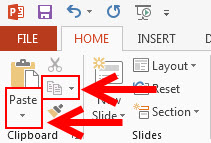 FILE HOME INSERT D
Layout
Paste New Reset
Slide Section
Clipboard Slides